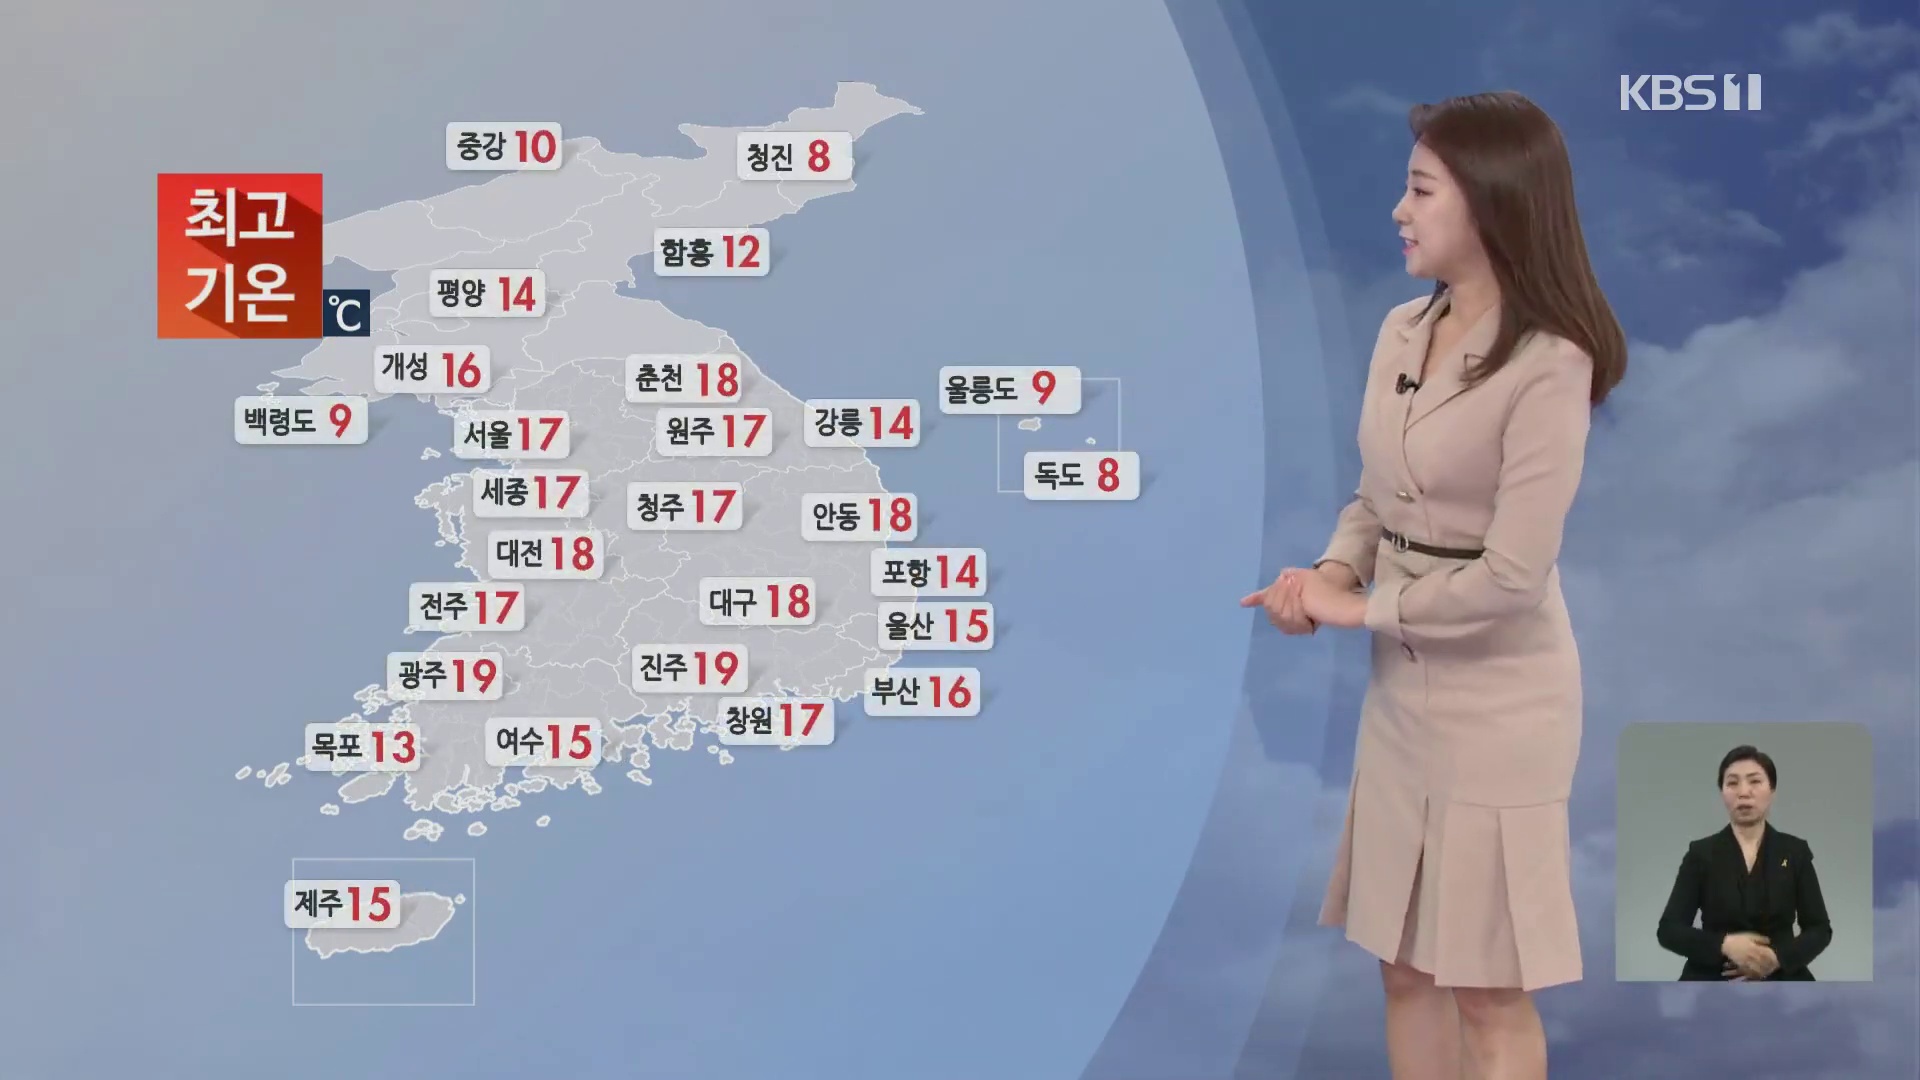 KBS 1
최고
기온
℃
중강 10
청진 8
함흥 12
평양 14
개성 16
백령도 9
춘천 18
서울 17
원주 17
강릉 14
울릉도 9
독도 8
세종 17
청주 17
안동 18
대전 18
포항 14
전주 17
대구 18
울산 15
광주 19
진주 19
부산 16
창원 17
목포 13
여수 15
제주 15